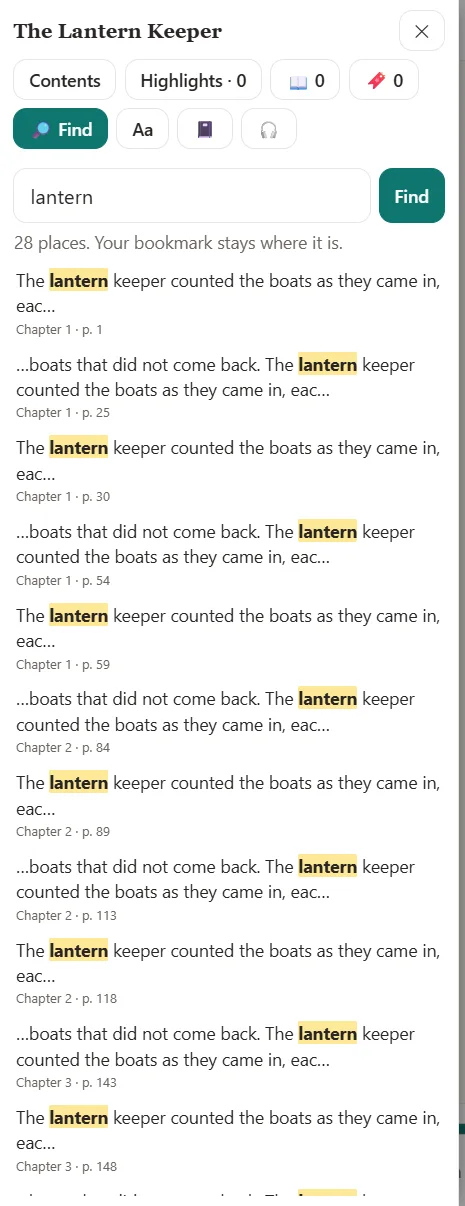 The Lantern Keeper
Contents
Highlights · 0
0
0
Find
Aa
lantern
Find
28 places. Your bookmark stays where it is.
The lantern keeper counted the boats as they came in,
eac…
Chapter 1 · p. 1
…boats that did not come back. The lantern keeper
counted the boats as they came in, eac…
Chapter 1 · p. 25
The lantern keeper counted the boats as they came in,
eac…
Chapter 1 · p. 30
…boats that did not come back. The lantern keeper
counted the boats as they came in, eac…
Chapter 1 · p. 54
The lantern keeper counted the boats as they came in,
eac…
Chapter 1 · p. 59
…boats that did not come back. The lantern keeper
counted the boats as they came in, eac…
Chapter 2 · p. 84
The lantern keeper counted the boats as they came in,
eac…
Chapter 2 · p. 89
…boats that did not come back. The lantern keeper
counted the boats as they came in, eac…
Chapter 2 · p. 113
The lantern keeper counted the boats as they came in,
eac…
Chapter 2 · p. 118
…boats that did not come back. The lantern keeper
counted the boats as they came in, eac…
Chapter 3 · p. 143
The lantern keeper counted the boats as they came in,
eac…
Chapter 3 · p. 148